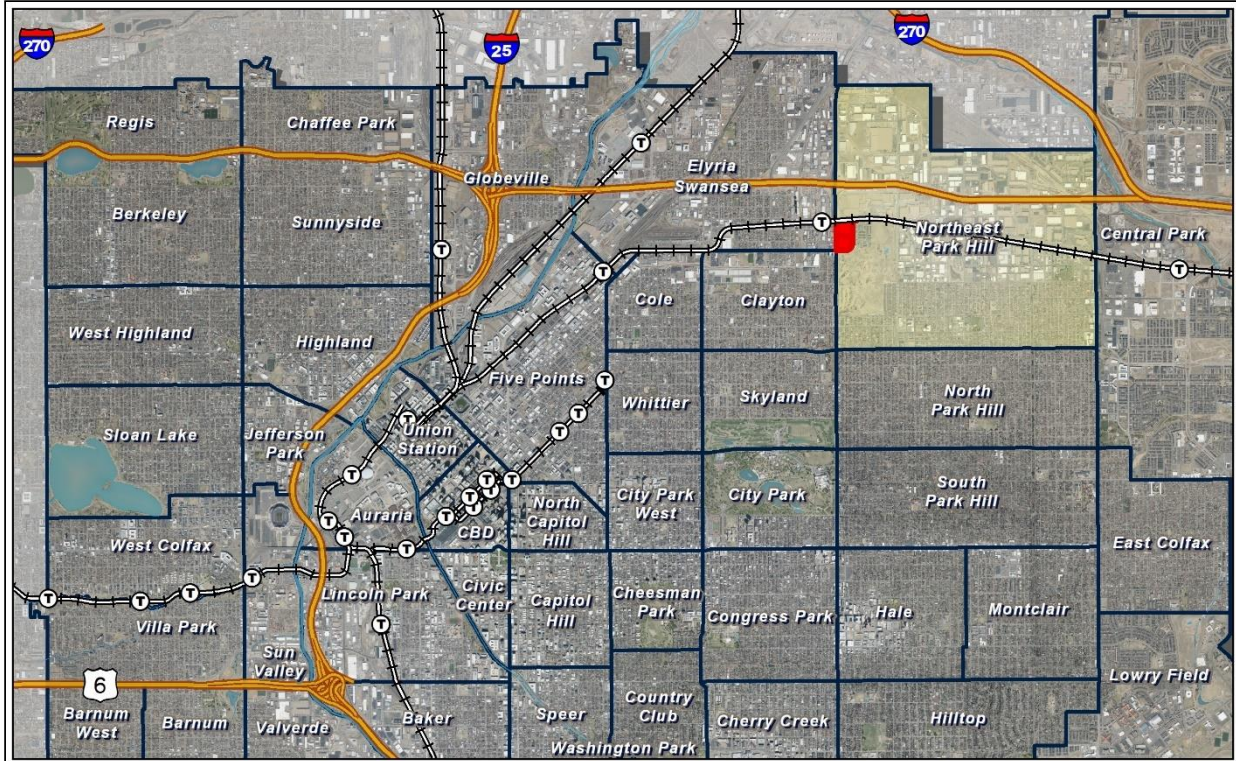 270
25
270
Regis
Chaffee Park
Globeville
Elyria
Swansea
Berkeley
Sunnyside
T
T
T
T
T
Northeast
Park Hill
Central Park
Cole
Clayton
West Highland
Highland
Five Points
T
Whittier
Skyland
North
Park Hill
Sloan Lake
Jefferson
Park
T
Union
Station
T
T
T
Auraria
T
T
T
T
T
T
CBD
North
Capitol
Hill
City Park
West
City Park
South
Park Hill
T
T
T
West Colfax
East Colfax
T
T
T
T
Villa Park
Lincoln Park
T
Civic
Center
Capitol
Hill
Cheesman
Park
Congress Park
Hale
Montclair
Sun
Valley
6
Lowry Field
Barnum
West
Barnum
Valverde
Baker
Speer
Country
Club
Cherry Creek
Hilltop
Washington Park